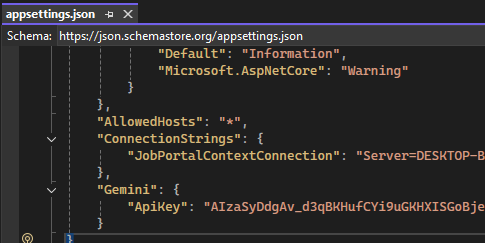 appsettings.json
Schema: https://json.schemastore.org/appsettings.json
"Default": "Information",
"Microsoft.AspNetCore": "Warning"
}
},
"AllowedHosts": "*",
"ConnectionStrings": {
"JobPortalContextConnection": "Server=DESKTOP-B
},
"Gemini": {
"ApiKey": "AIzaSyDdgAv_d3qBKHufCYi9uGKHXISGoBje
}
}